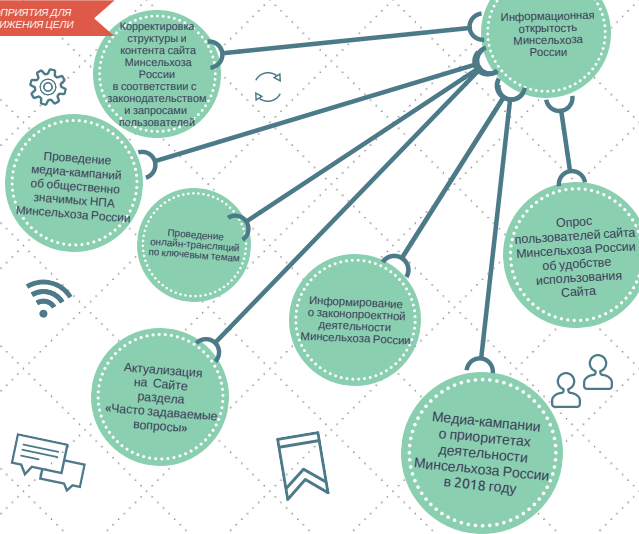 ПРИЯТИЯ ДЛЯ
ИЖЕНИЯ ЦЕЛИ
Корректировка
структуры и
контента сайта
Минсельхоза
России
в соответствии с
законодательством
и запросами
пользователей
Информационная
открытость
Минсельхоза
России
Проведение
медиа-кампаний
об общественно
значимых НПА
Минсельхоза России
Проведение
онлайн-трансляций
по ключевым темам
Опрос
пользователей сайта
Минсельхоза России
об удобстве
использования
Сайта
Информирование
о законопроектной
деятельности
Минсельхоза России
Актуализация
на Сайте
раздела
«Часто задаваемые
вопросы»
Медиа-кампании
о приоритетах
деятельности
Минсельхоза России
в 2018 году